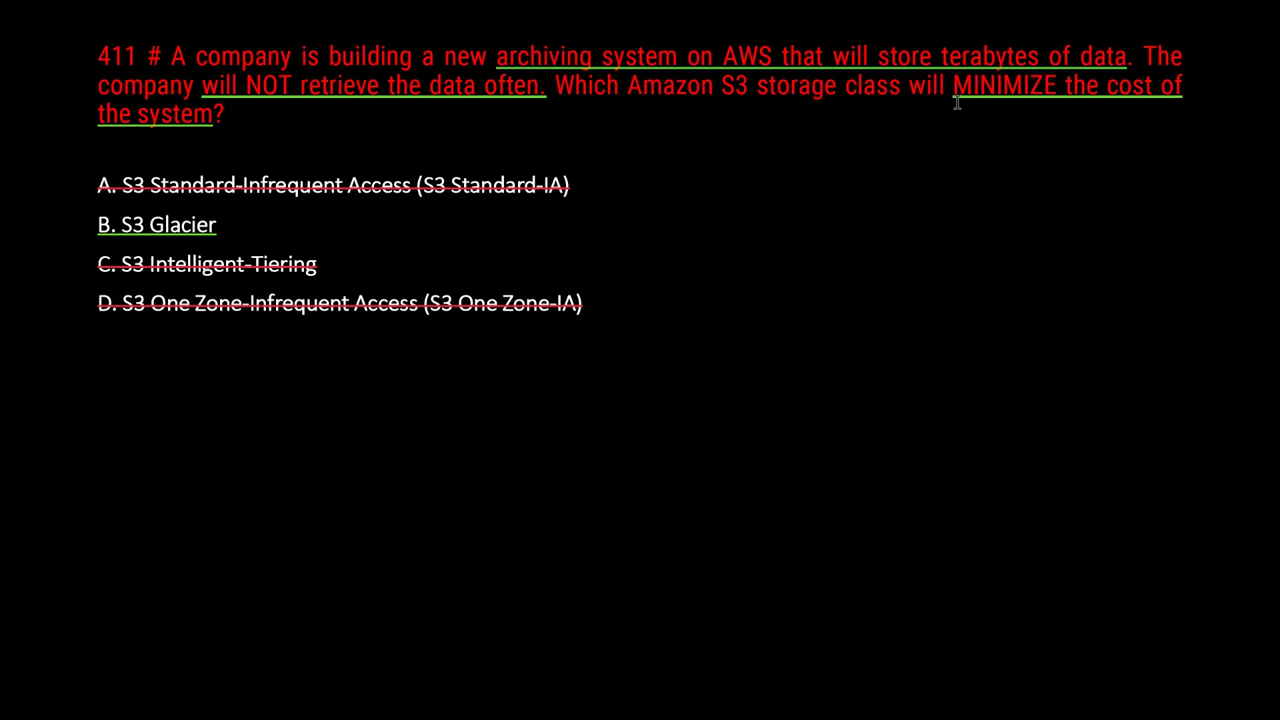 411 # A company is building a new archiving system on AWS that will store terabytes of data. The
company will NOT retrieve the data often. Which Amazon S3 storage class will MINIMIZE the cost of
the system?
A. S3 Standard-Infrequent Access (S3 Standard-IA)
B. S3 Glacier
C. S3 Intelligent-Tiering
D. S3 One Zone-Infrequent Access (S3 One Zone-IA)